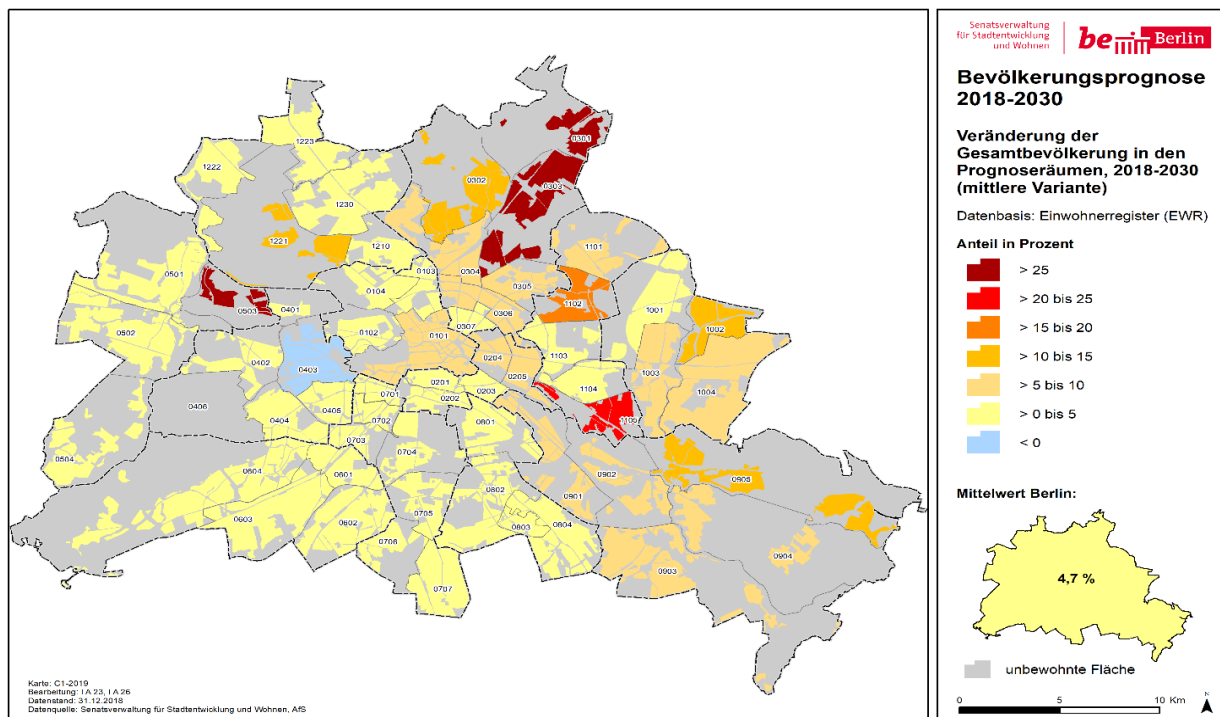 Senatsverwaltung
für Stadtentwicklung
und Wohnen
be Berlin
Bevölkerungsprognose
2018-2030
Veränderung der
Gesamtbevölkerung in den
Prognoseräumen, 2018-2030
(mittlere Variante)
Datenbasis: Einwohnerregister (EWR)
Anteil in Prozent
> 25
> 20 bis 25
> 15 bis 20
> 10 bis 15
> 5 bis 10
> 0 bis 5
< 0
Mittelwert Berlin:
4,7 %
unbewohnte Fläche
0 5 10 Km
N
0301
1223
1222
0302
0303
1230
1221
1210
1101
0501
0103
0304
0104
0305
0503
0401
1102
1001
0306
1002
0502
0102
0101
0307
1103
0402
0403
0204
1003
0205
1004
0406
0201
1104
0701
0202
0203
0404
0405
0702
0801
1105
0703
0504
0704
0604
0601
0902
0905
0802
0901
0603
0602
0705
0803
0804
0706
0904
0903
0707
Karte: C1-2019
Bearbeitung: I A 23, I A 26
Datenstand: 31.12.2018
Datenquelle: Senatsverwaltung für Stadtentwicklung und Wohnen, AfS